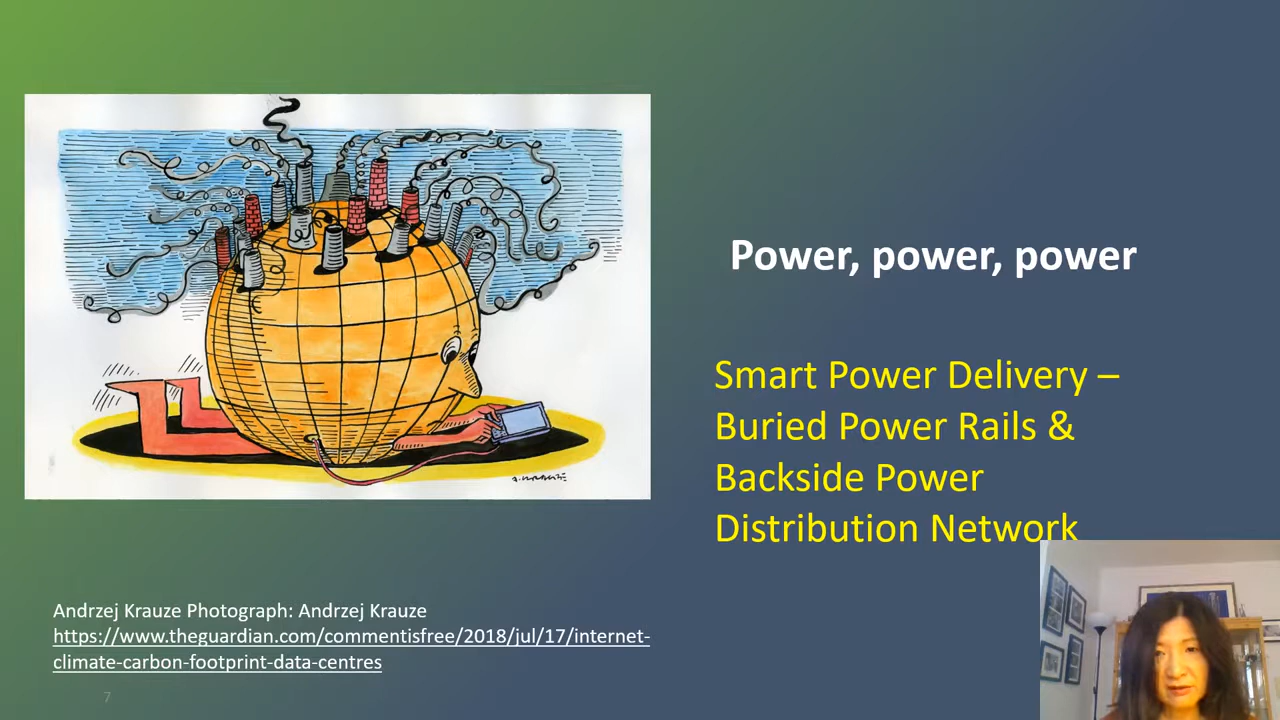 Power, power, power
Smart Power Delivery –
Buried Power Rails &
Backside Power
Distribution Network
Andrzej Krauze Photograph: Andrzej Krauze
https://www.theguardian.com/commentisfree/2018/jul/17/internet-
climate-carbon-footprint-data-centres
7